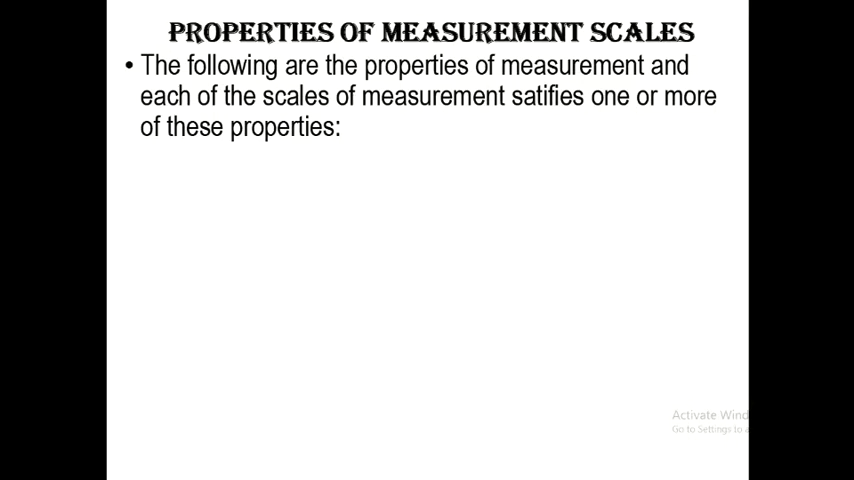 PROPERTIES OF MEASUREMENT SCALES
• The following are the properties of measurement and
each of the scales of measurement satifies one or more
of these properties:
Activate Wind
Go to Settings to a